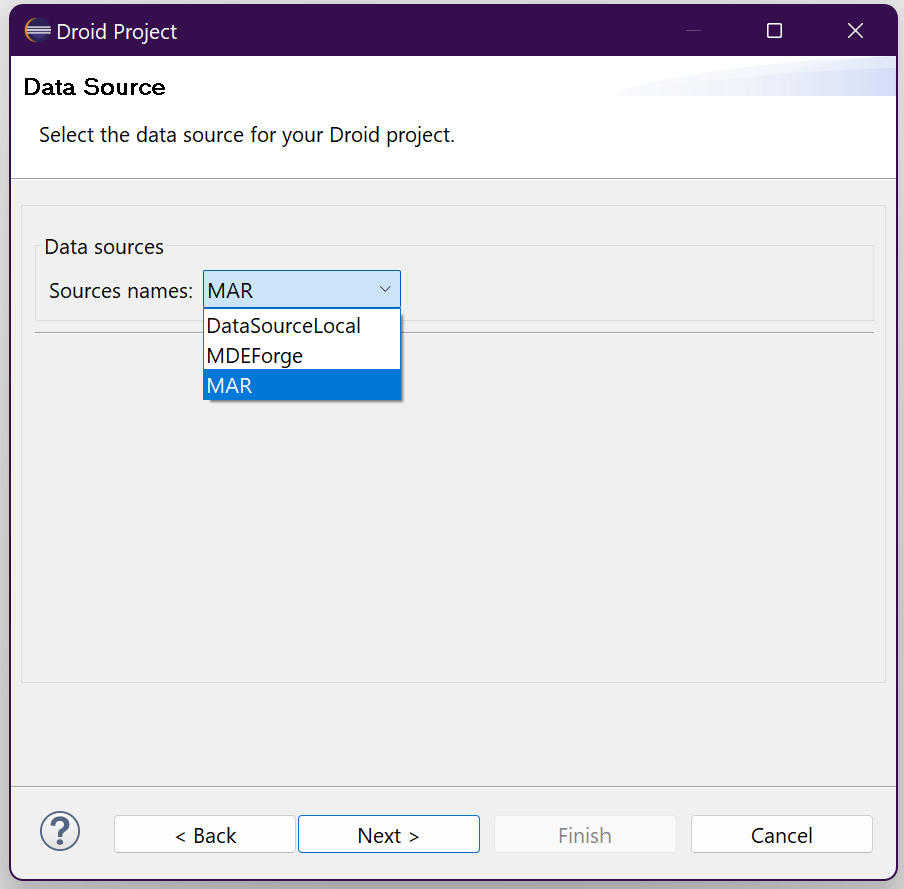 Droid Project
Data Source
Select the data source for your Droid project.
Data sources
Sources names: MAR
DataSourceLocal
MDEForge
MAR
? < Back Next > Finish Cancel